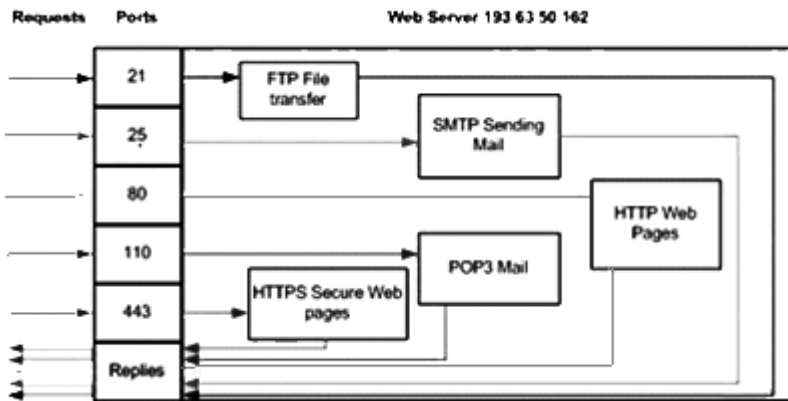 Requests Ports Web Server 193 63 50 162
21
FTP File
transfer
25
SMTP Sending
Mail
80
HTTP Web
Pages
110
POP3 Mail
443
HTTPS Secure Web
pages
Replies